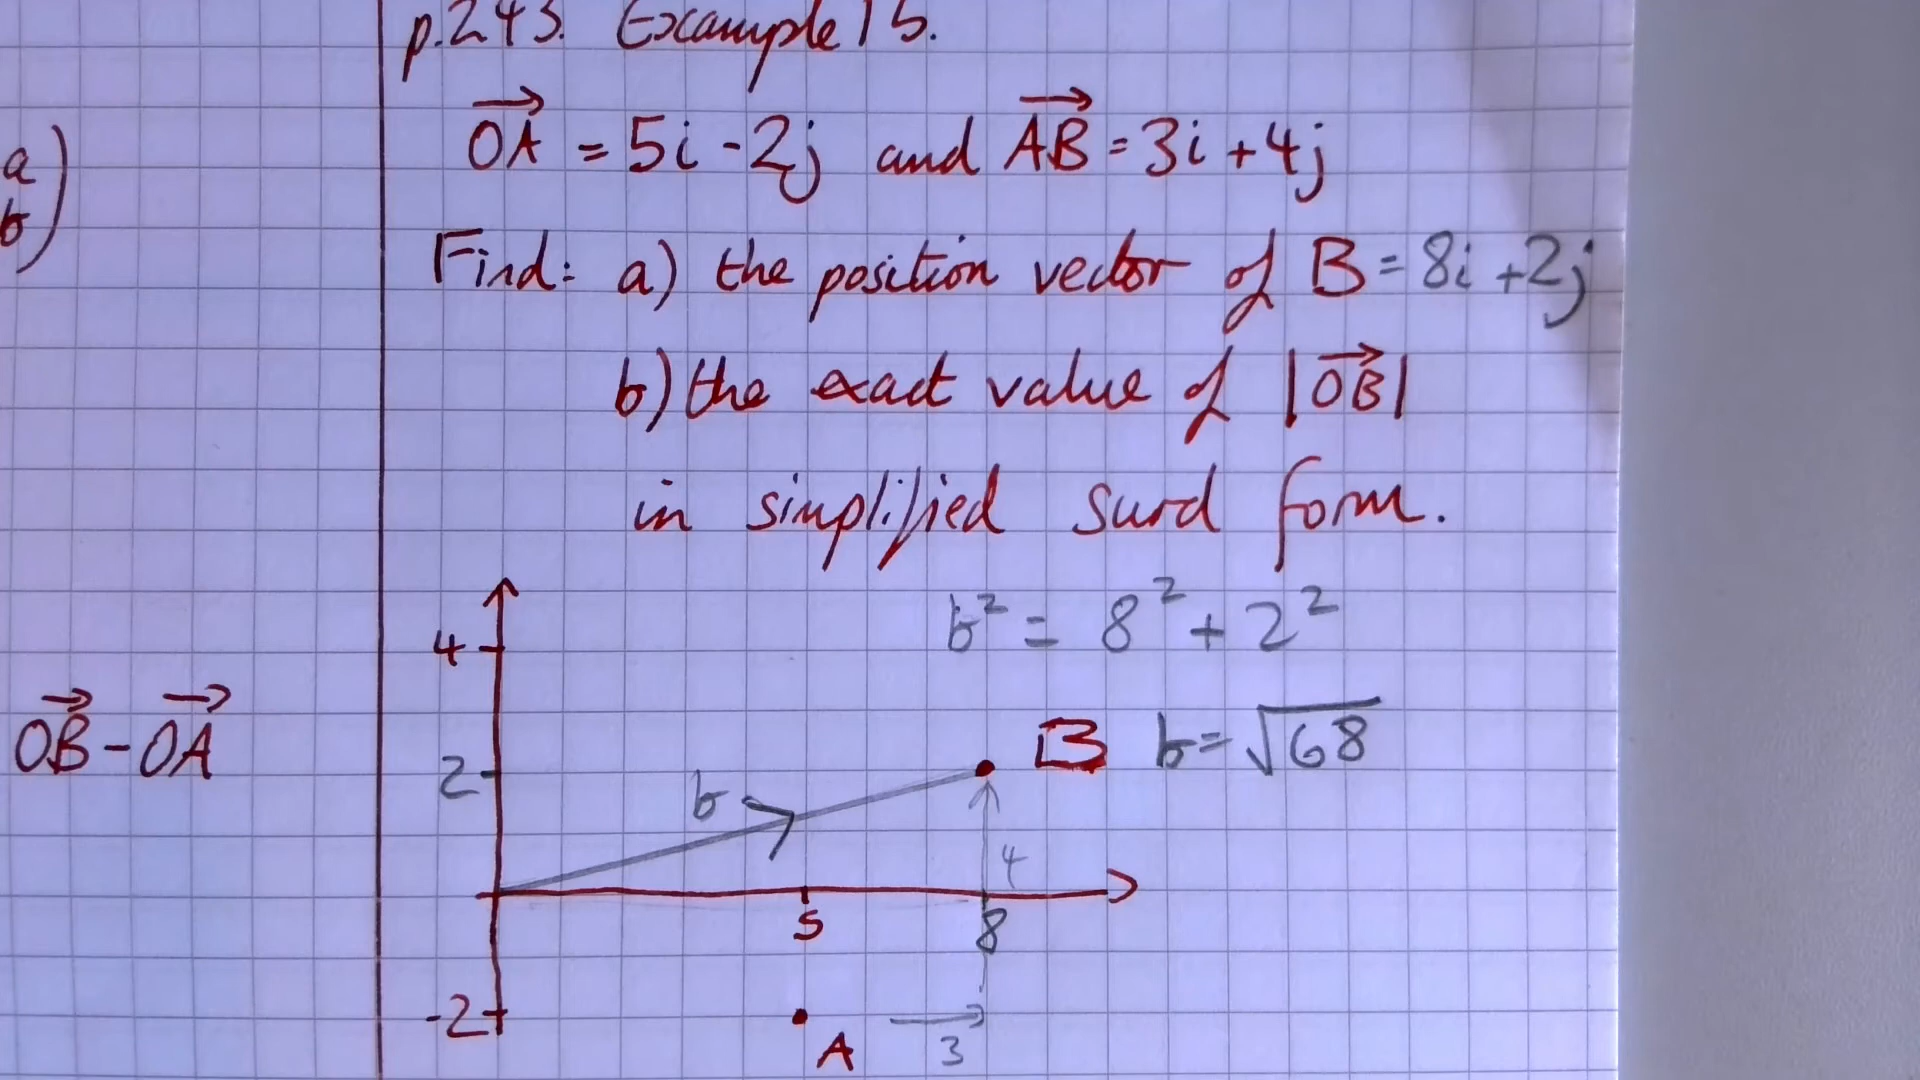 p.243. Example 15.
a
b)
OA = 5i - 2j and AB = 3i + 4j
Find: a) the position vector of B = 8i + 2j
b) the exact value of |OB|
in simplified surd form.
b² = 8² + 2²
4
OB - OA
B b = √68
2
b
4
5
8
-2
A
3